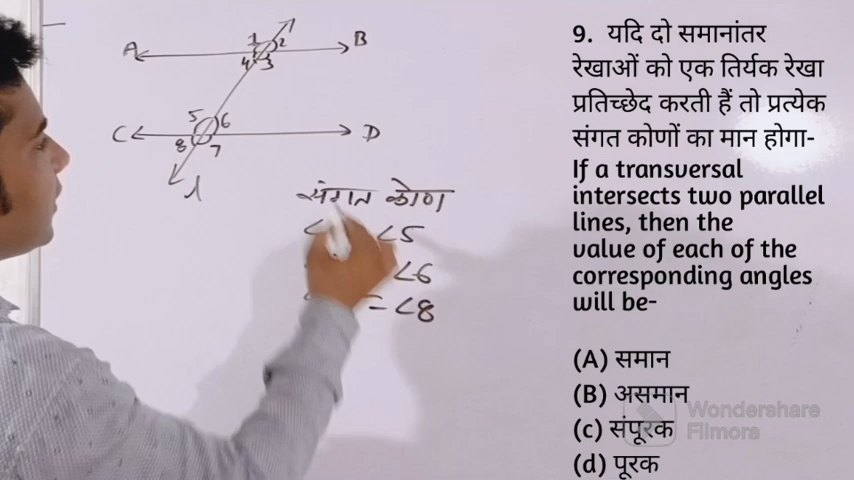 1 2
A B
4 3
5 6
C D
8 7
संगत कोण
<5
<6
= <8
9. यदि दो समानांतर
रेखाओं को एक तिर्यक रेखा
प्रतिच्छेद करती हैं तो प्रत्येक
संगत कोणों का मान होगा-
If a transversal
intersects two parallel
lines, then the
value of each of the
corresponding angles
will be-
(A) समान
(B) असमान
(c) संपूरक
(d) पूरक
Wondershare
Filmora